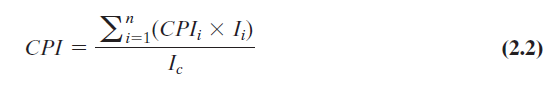 CPI = \frac{\sum_{i=1}^{n}(CPI_i \times I_i)}{I_c} (2.2)